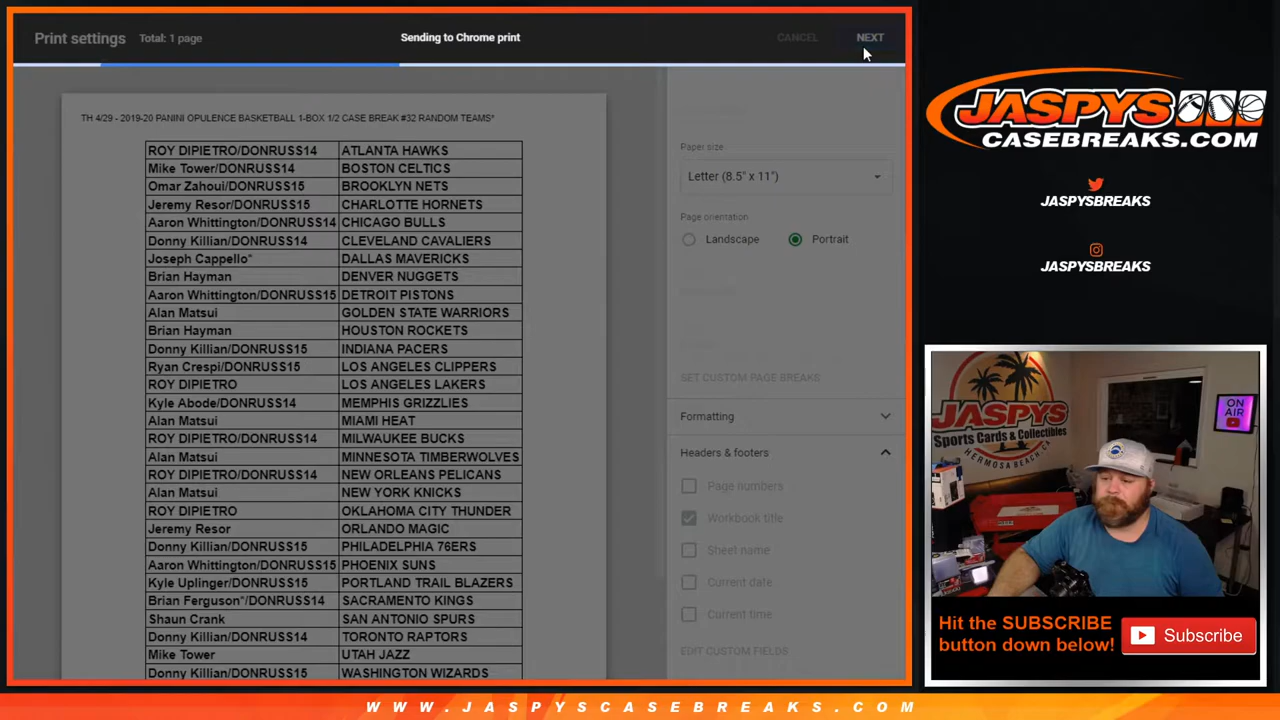 Print settings Total: 1 page Sending to Chrome print CANCEL NEXT
TH 4/29 - 2019-20 PANINI OPULENCE BASKETBALL 1-BOX 1/2 CASE BREAK #32 RANDOM TEAMS*
ROY DIPIETRO/DONRUSS14 ATLANTA HAWKS
Mike Tower/DONRUSS14 BOSTON CELTICS
Omar Zahoui/DONRUSS15 BROOKLYN NETS
Jeremy Resor/DONRUSS15 CHARLOTTE HORNETS
Aaron Whittington/DONRUSS14 CHICAGO BULLS
Donny Killian/DONRUSS14 CLEVELAND CAVALIERS
Joseph Cappello* DALLAS MAVERICKS
Brian Hayman DENVER NUGGETS
Aaron Whittington/DONRUSS15 DETROIT PISTONS
Alan Matsui GOLDEN STATE WARRIORS
Brian Hayman HOUSTON ROCKETS
Donny Killian/DONRUSS15 INDIANA PACERS
Ryan Crespi/DONRUSS15 LOS ANGELES CLIPPERS
ROY DIPIETRO LOS ANGELES LAKERS
Kyle Abode/DONRUSS14 MEMPHIS GRIZZLIES
Alan Matsui MIAMI HEAT
ROY DIPIETRO/DONRUSS14 MILWAUKEE BUCKS
Alan Matsui MINNESOTA TIMBERWOLVES
ROY DIPIETRO/DONRUSS14 NEW ORLEANS PELICANS
Alan Matsui NEW YORK KNICKS
ROY DIPIETRO OKLAHOMA CITY THUNDER
Jeremy Resor ORLANDO MAGIC
Donny Killian/DONRUSS15 PHILADELPHIA 76ERS
Aaron Whittington/DONRUSS15 PHOENIX SUNS
Kyle Uplinger/DONRUSS15 PORTLAND TRAIL BLAZERS
Brian Ferguson*/DONRUSS14 SACRAMENTO KINGS
Shaun Crank SAN ANTONIO SPURS
Donny Killian/DONRUSS14 TORONTO RAPTORS
Mike Tower UTAH JAZZ
Donny Killian/DONRUSS15 WASHINGTON WIZARDS
Paper size
Letter (8.5" x 11")
Page orientation
Landscape Portrait
SET CUSTOM PAGE BREAKS
Formatting
Headers & footers
Page numbers
Workbook title
Sheet name
Current date
Current time
EDIT CUSTOM FIELDS
JASPYS
CASEBREAKS.COM
JASPYSBREAKS
JASPYSBREAKS
JASPYS
Sports Cards & Collectibles
HERMOSA BEACH CA
ON AIR
Hit the SUBSCRIBE
button down below!
Subscribe
WWW.JASPYSCASEBREAKS.COM